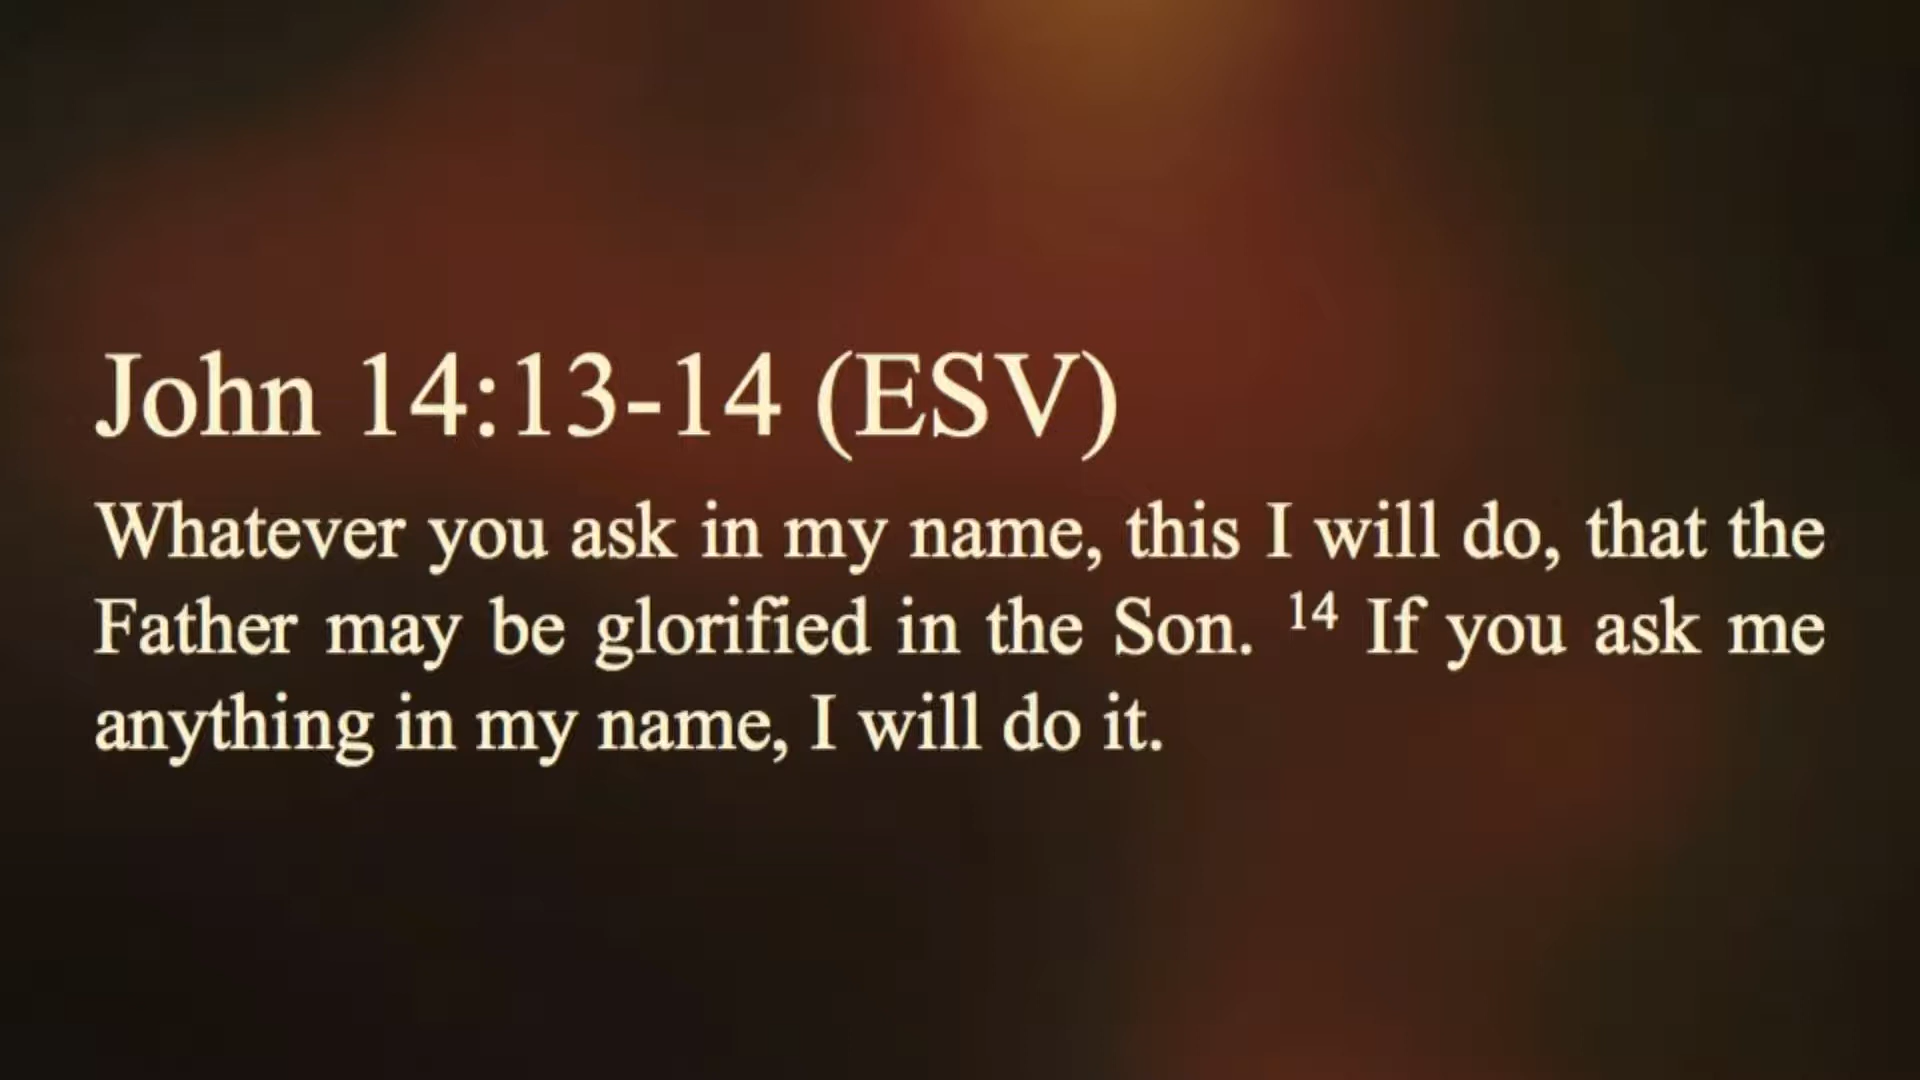 John 14:13-14 (ESV)
Whatever you ask in my name, this I will do, that the
Father may be glorified in the Son. 14 If you ask me
anything in my name, I will do it.